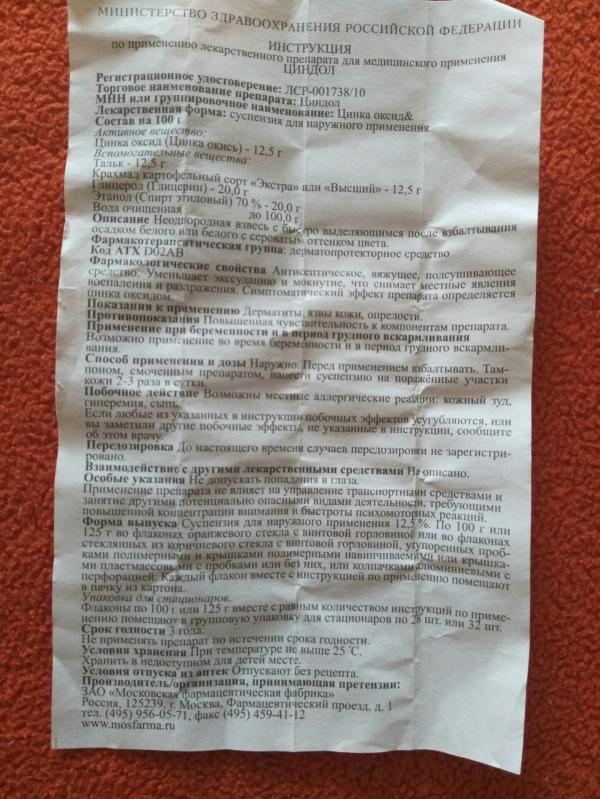 МИНИСТЕРСТВО ЗДРАВООХРАНЕНИЯ РОССИЙСКОЙ ФЕДЕРАЦИИ
ИНСТРУКЦИЯ
по применению лекарственного препарата для медицинского применения
ЦИНДОЛ
Регистрационное удостоверение: ЛСР-001738/10
Торговое наименование препарата: Циндол
МНН или группировочное наименование: Цинка оксид&
Лекарственная форма: суспензия для наружного применения
Состав на 100 г
Активное вещество:
Цинка оксид (Цинка окись) - 12,5 г
Вспомогательные вещества:
Тальк - 12,5 г
Крахмал картофельный сорт «Экстра» или «Высший» - 12,5 г
Глицерол (Глицерин) - 20,0 г
Этанол (Спирт этиловый) 70 % - 20,0 г
Вода очищенная до 100,0 г
Описание Неоднородная взвесь с быстро выделяющимся после взбалтывания
осадком белого или белого с сероватым оттенком цвета.
Фармакотерапевтическая группа: дерматопротекторное средство
Код АТХ D02AB
Фармакологические свойства Антисептическое, вяжущее, подсушивающее
средство. Уменьшает экссудацию и мокнутие, что снимает местные явления
воспаления и раздражения. Симптоматический эффект препарата определяется
цинка оксидом.
Показания к применению Дерматиты, язвы кожи, опрелости.
Противопоказания Повышенная чувствительность к компонентам препарата.
Применение при беременности и в период грудного вскармливания
Возможно применение во время беременности и в период грудного вскармли-
вания.
Способ применения и дозы Наружно. Перед применением взбалтывать. Там-
поном, смоченным препаратом, нанести суспензию на пораженные участки
кожи 2-3 раза в сутки.
Побочное действие Возможны местные аллергические реакции: кожный зуд,
гиперемия, сыпь.
Если любые из указанных в инструкции побочных эффектов усугубляются, или
вы заметили другие побочные эффекты, не указанные в инструкции, сообщите
об этом врачу.
Передозировка До настоящего времени случаев передозировки не зарегистри-
ровано.
Взаимодействие с другими лекарственными средствами Не описано.
Особые указания Не допускать попадания в глаза.
Применение препарата не влияет на управление транспортными средствами и
занятие другими потенциально опасными видами деятельности, требующими
повышенной концентрации внимания и быстроты психомоторных реакций.
Форма выпуска Суспензия для наружного применения 12,5 %. По 100 г или
125 г во флаконах оранжевого стекла с винтовой горловиной или во флаконах
стеклянных из коричневого стекла с винтовой горловиной, укупоренных проб-
ками полимерными и крышками полимерными навинчиваемыми или крышка-
ми пластмассовыми с пробками или без них, или колпачками алюминиевыми с
перфорацией. Каждый флакон вместе с инструкцией по применению помещают
в пачку из картона.
Упаковка для стационаров.
Флаконы по 100 г или 125 г вместе с равным количеством инструкций по приме-
нению помещают в групповую упаковку для стационаров по 28 шт. или 32 шт.
Срок годности 3 года.
Не применять препарат по истечении срока годности.
Условия хранения При температуре не выше 25 °С.
Хранить в недоступном для детей месте.
Условия отпуска из аптек Отпускают без рецепта.
Производитель/организация, принимающая претензии:
ЗАО «Московская фармацевтическая фабрика»
Россия, 125239, г. Москва, Фармацевтический проезд, д. 1
тел. (495) 956-05-71, факс (495) 459-41-12
www.mosfarma.ru